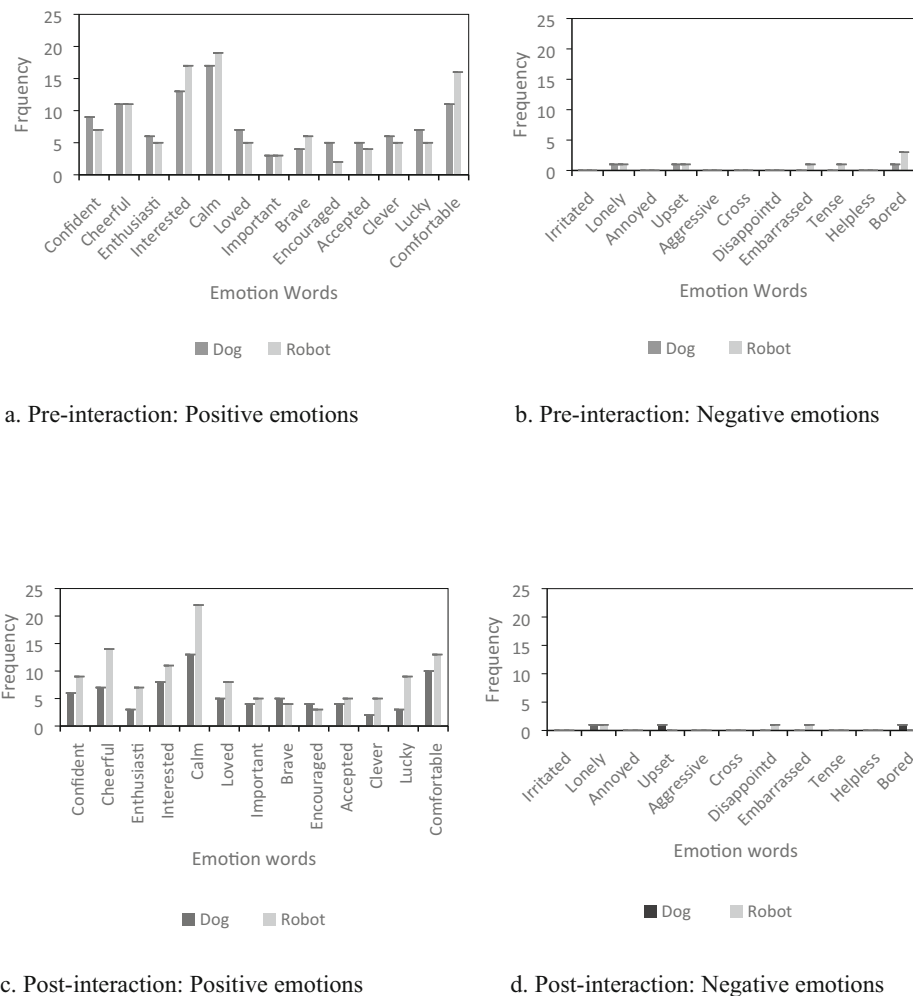 25
20
15
10
5
0
Frquency
Confident
Cheerful
Enthusiasti
Interested
Calm
Loved
Important
Brave
Encouraged
Accepted
Clever
Lucky
Comfortable
Emotion Words
Dog Robot
a. Pre-interaction: Positive emotions
25
20
15
10
5
0
Frequency
Irritated
Lonely
Annoyed
Upset
Aggressive
Cross
Disappointd
Embarrassed
Tense
Helpless
Bored
Emotion Words
Dog Robot
b. Pre-interaction: Negative emotions
25
20
15
10
5
0
Frequency
Confident
Cheerful
Enthusiasti
Interested
Calm
Loved
Important
Brave
Encouraged
Accepted
Clever
Lucky
Comfortable
Emotion words
Dog Robot
c. Post-interaction: Positive emotions
25
20
15
10
5
0
Frequency
Irritated
Lonely
Annoyed
Upset
Aggressive
Cross
Disappointd
Embarrassed
Tense
Helpless
Bored
Emotion words
Dog Robot
d. Post-interaction: Negative emotions